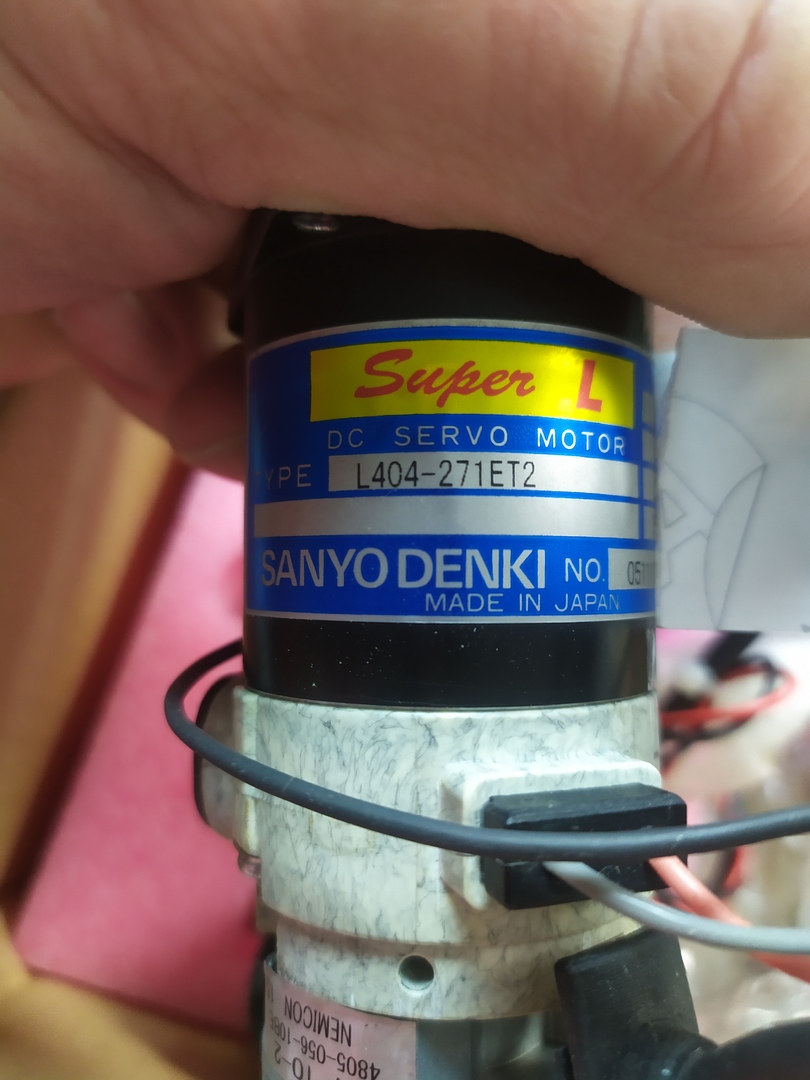 Super L
DC SERVO MOTOR
TYPE L404-271ET2
SANYO DENKI NO.
MADE IN JAPAN
NEMICON